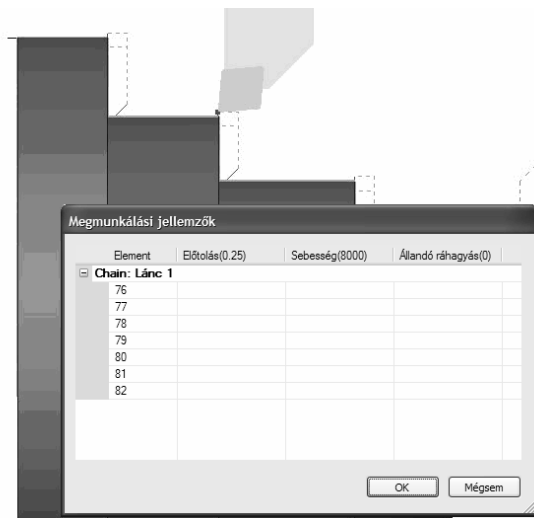 Megmunkálási jellemzők
Element Előtolás(0.25) Sebesség(8000) Állandó ráhagyás(0)
Chain: Lánc 1
76
77
78
79
80
81
82
OK Mégsem